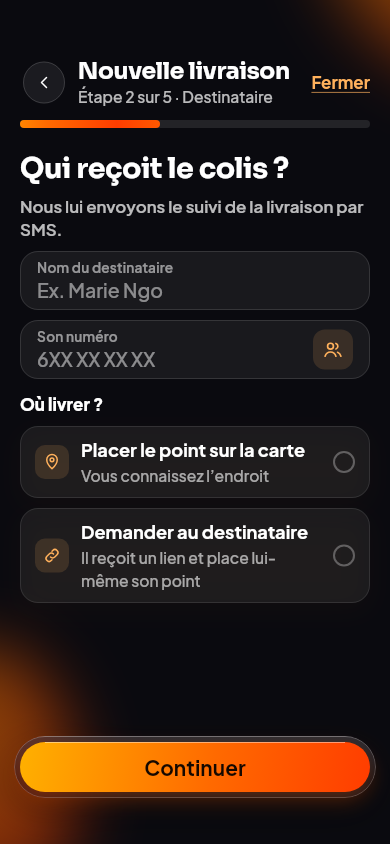 Nouvelle livraison
Étape 2 sur 5 · Destinataire
Fermer
Qui reçoit le colis ?
Nous lui envoyons le suivi de la livraison par
SMS.
Nom du destinataire
Ex. Marie Ngo
Son numéro
6XX XX XX XX
Où livrer ?
Placer le point sur la carte
Vous connaissez l'endroit
Demander au destinataire
Il reçoit un lien et place lui-
même son point
Continuer